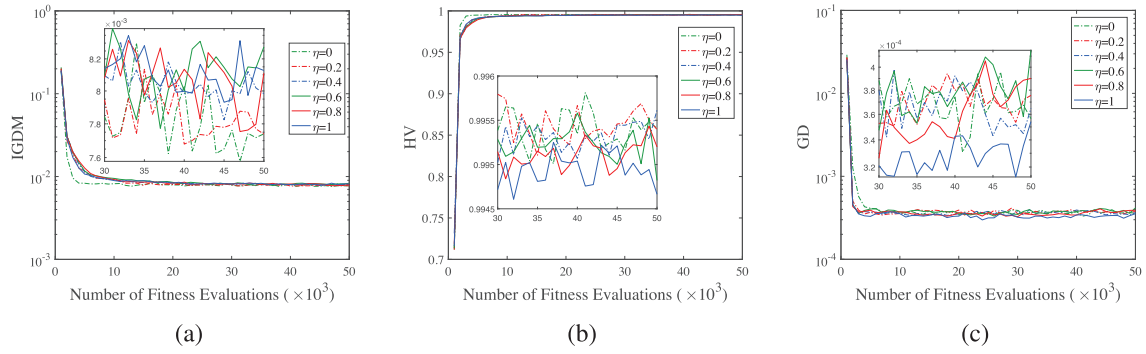 10⁰
10⁻¹
10⁻²
10⁻³
IGDM
0
10
20
30
40
50
Number of Fitness Evaluations (×10³)
×10⁻³
8.2
8
7.8
7.6
35
40
45
50
η=0
η=0.2
η=0.4
η=0.6
η=0.8
η=1
(a)
1
0.95
0.9
0.85
0.8
0.75
0.7
HV
0
10
20
30
40
50
Number of Fitness Evaluations (×10³)
0.996
0.9955
0.995
0.9945
30
35
40
45
50
η=0
η=0.2
η=0.4
η=0.6
η=0.8
η=1
(b)
10⁻¹
10⁻²
10⁻³
10⁻⁴
GD
0
10
20
30
40
50
Number of Fitness Evaluations (×10³)
×10⁻⁴
4
3.8
3.6
3.4
3.2
30
35
40
45
50
η=0
η=0.2
η=0.4
η=0.6
η=0.8
η=1
(c)